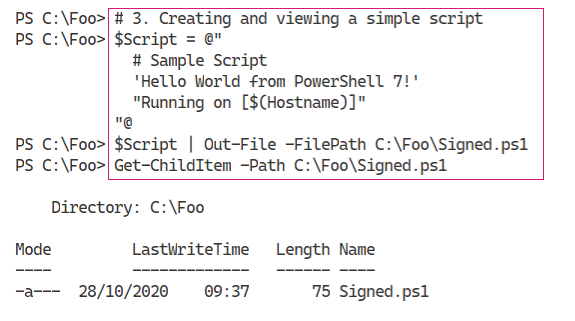 PS C:\Foo> # 3. Creating and viewing a simple script
PS C:\Foo> $Script = @"
  # Sample Script
  'Hello World from PowerShell 7!'
  "Running on [$(Hostname)]"
"@
PS C:\Foo> $Script | Out-File -FilePath C:\Foo\Signed.ps1
PS C:\Foo> Get-ChildItem -Path C:\Foo\Signed.ps1
    Directory: C:\Foo
Mode         LastWriteTime   Length Name
----         -------------   ------ ----
-a---  28/10/2020    09:37       75 Signed.ps1